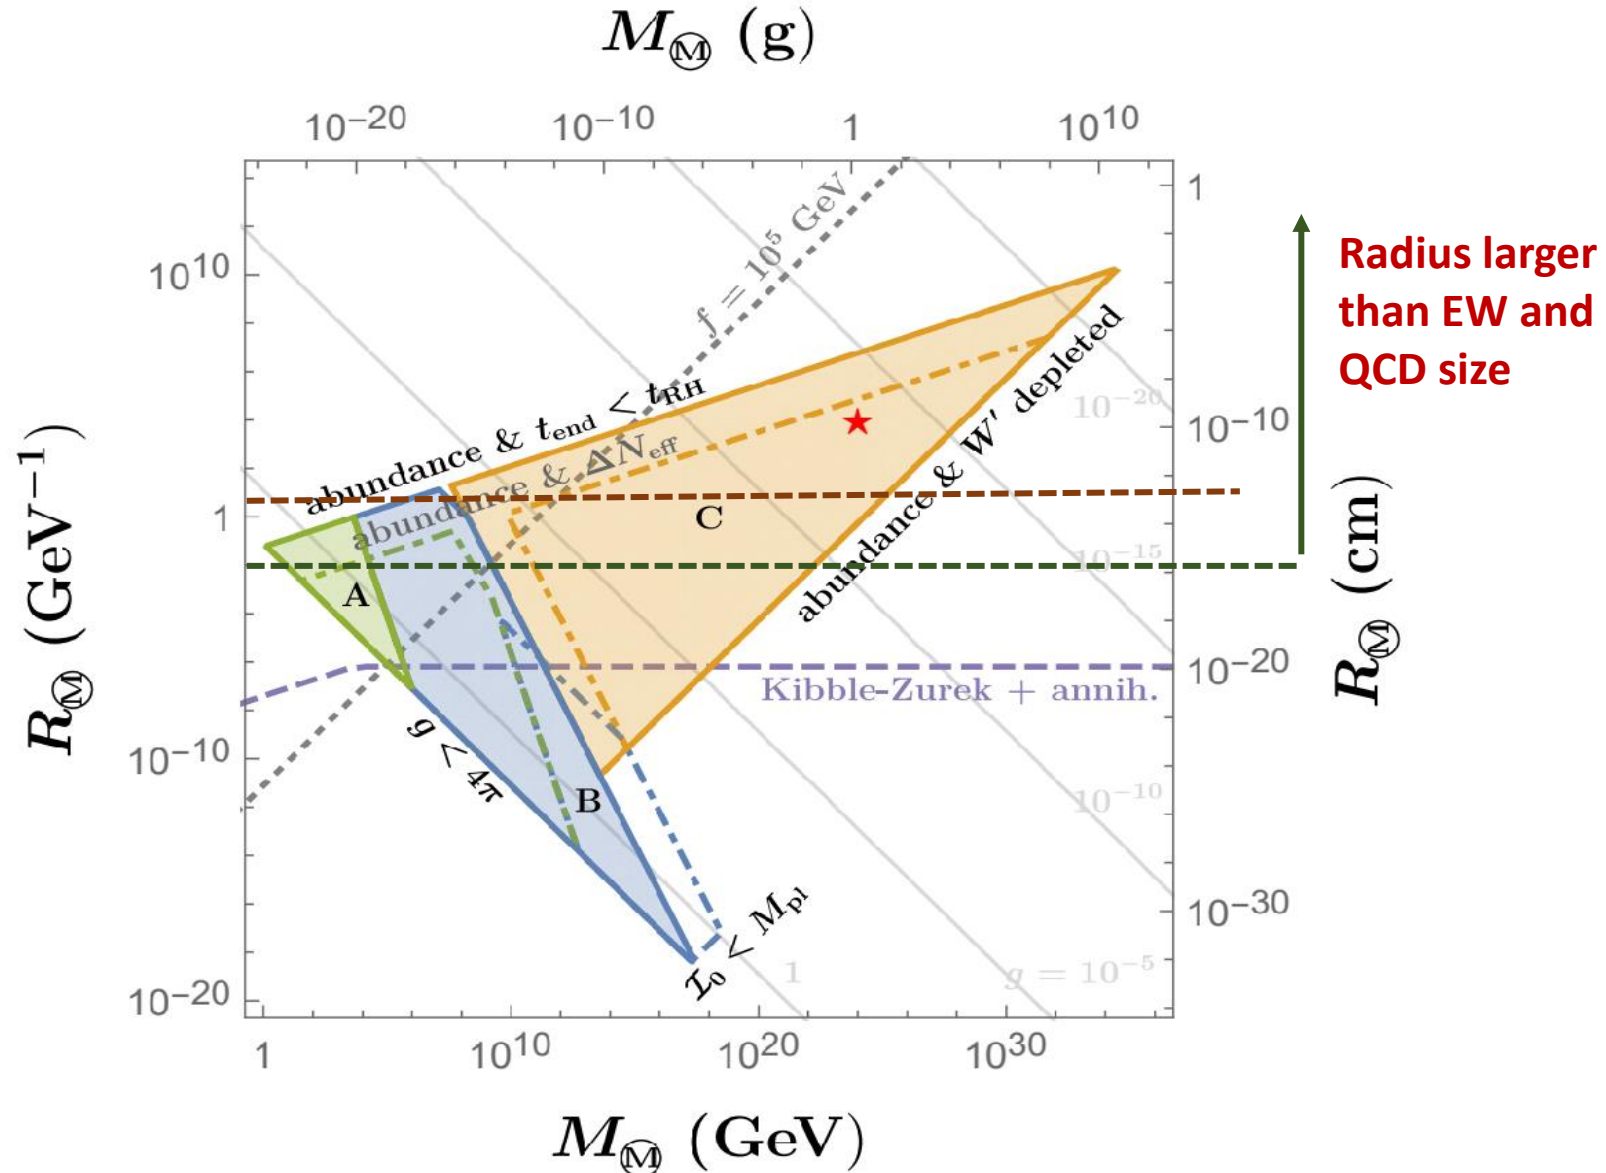 M_Ⓜ (g)
10^−20 10^−10 1 10^10
R_Ⓜ (GeV^−1)
10^10
1
10^−10
10^−20
1
10^−10
10^−20
10^−30
R_Ⓜ (cm)
Radius larger
than EW and
QCD size
f = 10^5 GeV
abundance & t_end < t_RH
abundance & ΔN_eff
abundance & W′ depleted
A
B
C
Kibble-Zurek + annih.
g < 4π
I_0 < M_pl
10^−20
10^−15
10^−10
g = 10^−5
1
1 10^10 10^20 10^30
M_Ⓜ (GeV)